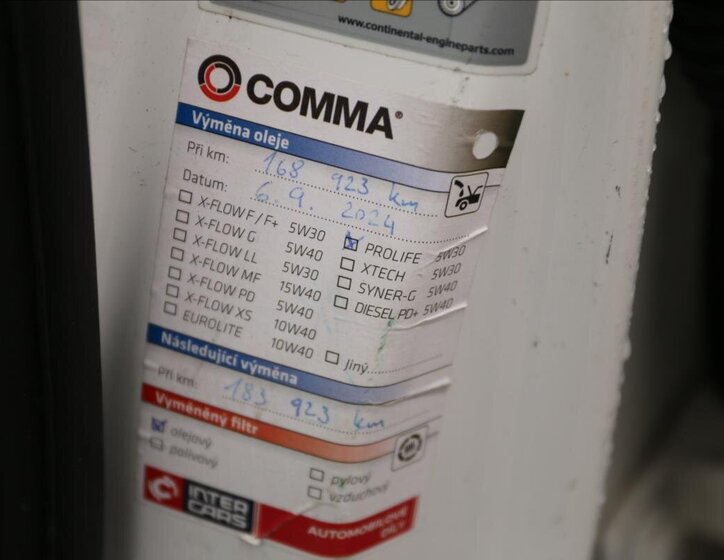 www.continental-engineparts.com
COMMA®
Výměna oleje
Při km: 168 923 km
Datum: 6. 9. 2024
X-FLOW F / F+ 5W30
X-FLOW G 5W40
X-FLOW LL 5W30
X-FLOW MF 15W40
X-FLOW PD 5W40
X-FLOW XS 10W40
EUROLITE 10W40
PROLIFE 5W30
XTECH 5W30
SYNER-G 5W40
DIESEL PD+ 5W40
Jiný
Následující výměna
Při km: 183 923 km
Vyměněný filtr
olejový
palivový
pylový
vzduchový
INTER
CARS
AUTOMOBILOVÉ
DÍLY